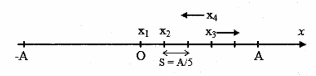 x₄
x₁ x₂ x₃
-A O A x
S = A/5